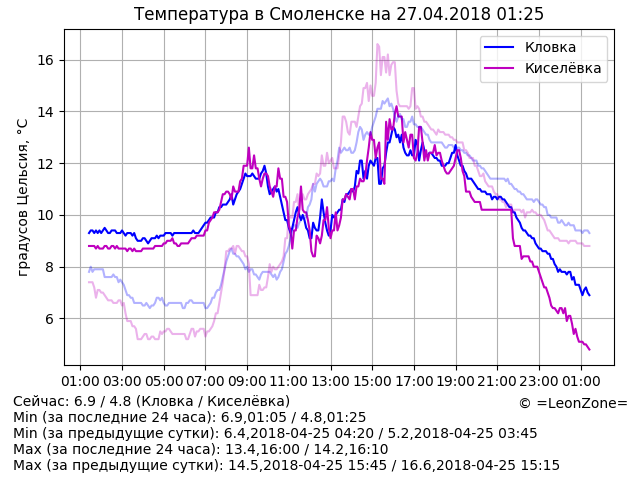 Температура в Смоленске на 27.04.2018 01:25
градусов Цельсия, °C
16
14
12
10
8
6
Кловка
Киселёвка
01:00 03:00 05:00 07:00 09:00 11:00 13:00 15:00 17:00 19:00 21:00 23:00 01:00
Сейчас: 6.9 / 4.8 (Кловка / Киселёвка)
© =LeonZone=
Min (за последние 24 часа): 6.9,01:05 / 4.8,01:25
Min (за предыдущие сутки): 6.4,2018-04-25 04:20 / 5.2,2018-04-25 03:45
Max (за последние 24 часа): 13.4,16:00 / 14.2,16:10
Max (за предыдущие сутки): 14.5,2018-04-25 15:45 / 16.6,2018-04-25 15:15